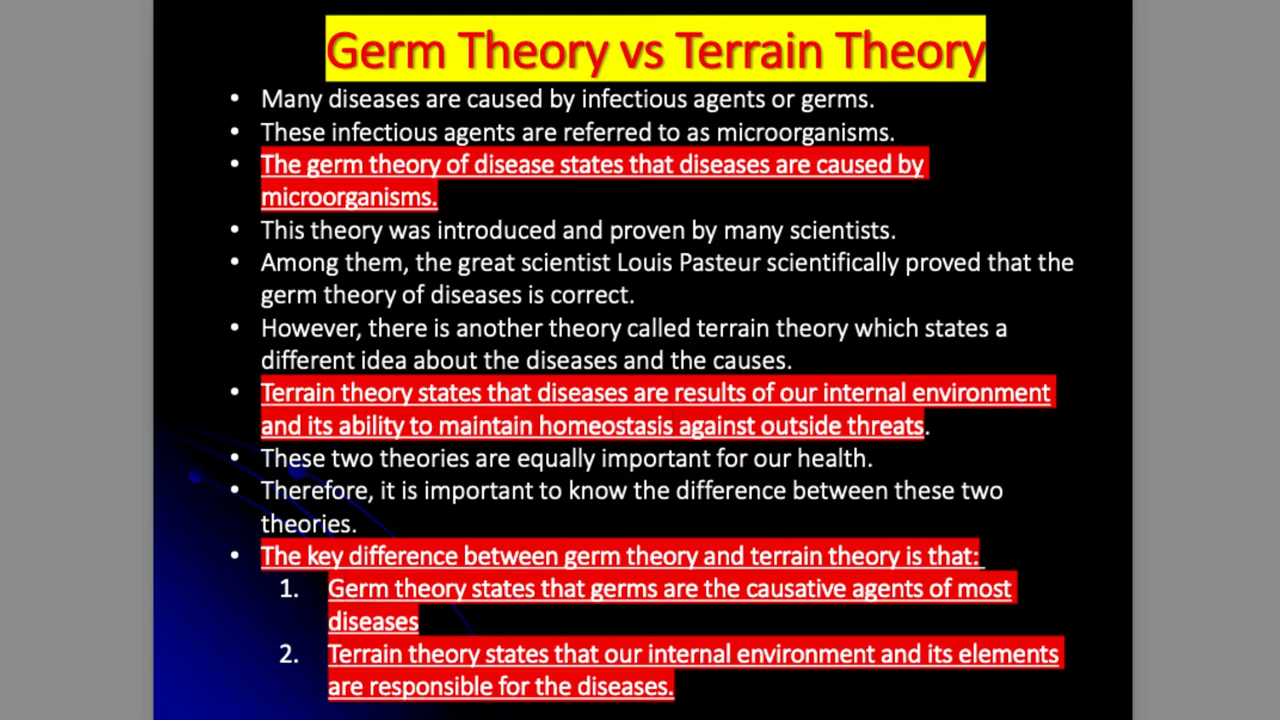 Germ Theory vs Terrain Theory
• Many diseases are caused by infectious agents or germs.
• These infectious agents are referred to as microorganisms.
• The germ theory of disease states that diseases are caused by
microorganisms.
• This theory was introduced and proven by many scientists.
• Among them, the great scientist Louis Pasteur scientifically proved that the
germ theory of diseases is correct.
• However, there is another theory called terrain theory which states a
different idea about the diseases and the causes.
• Terrain theory states that diseases are results of our internal environment
and its ability to maintain homeostasis against outside threats.
• These two theories are equally important for our health.
• Therefore, it is important to know the difference between these two
theories.
• The key difference between germ theory and terrain theory is that:
1. Germ theory states that germs are the causative agents of most
diseases
2. Terrain theory states that our internal environment and its elements
are responsible for the diseases.